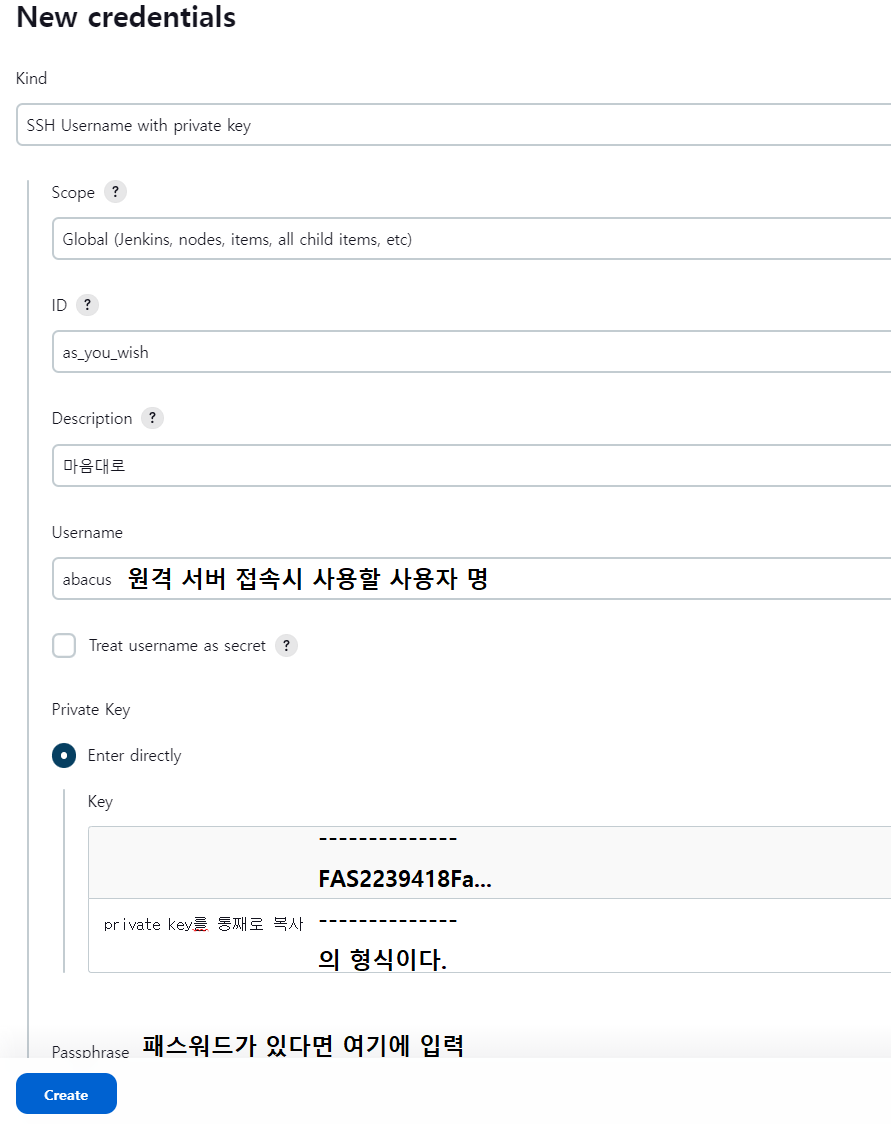 New credentials
Kind
SSH Username with private key
Scope ?
Global (Jenkins, nodes, items, all child items, etc)
ID ?
as_you_wish
Description ?
마음대로
Username
abacus 원격 서버 접속시 사용할 사용자 명
Treat username as secret ?
Private Key
Enter directly
Key
--------------
FAS2239418Fa...
private key를 통째로 복사 --------------
의 형식이다.
Passphrase 패스워드가 있다면 여기에 입력
Create